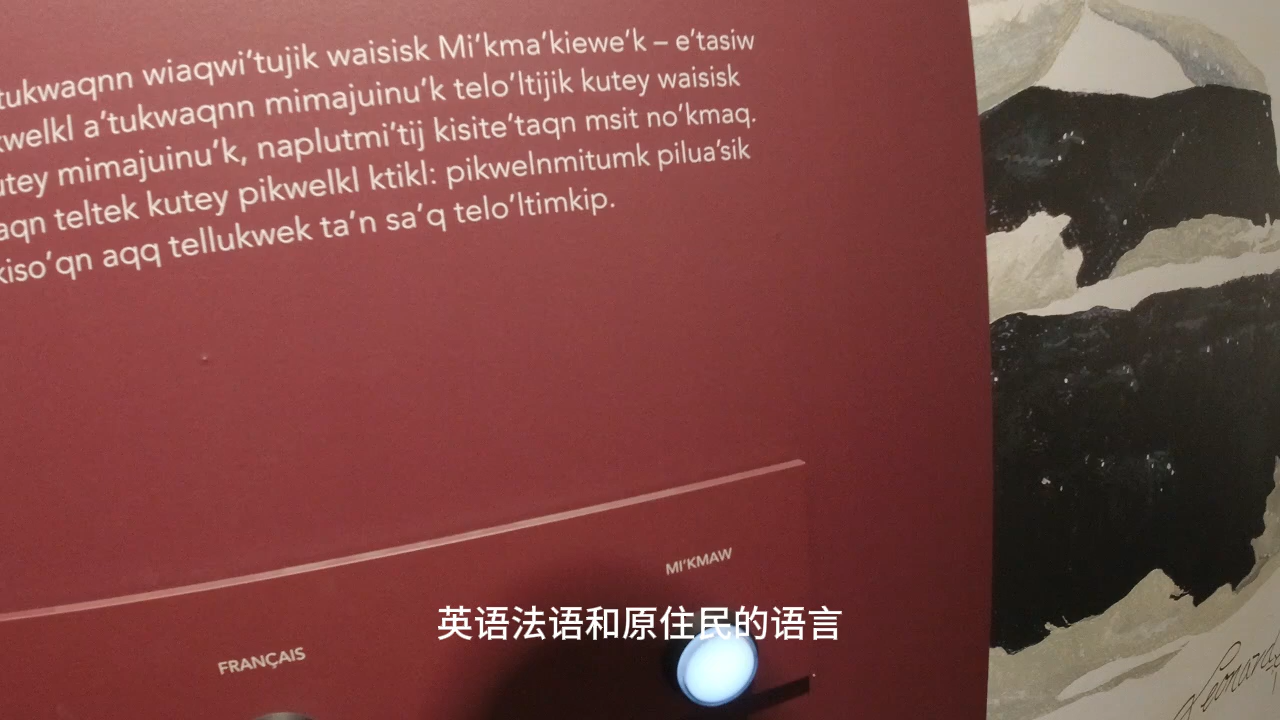 tukwaqnn wiaqwi’tujik waisisk Mi’kma’kiewe’k – e’tasiw
kwelkl a’tukwaqnn mimajuinu’k telo’ltijik kutey waisisk
utey mimajuinu’k, naplutmi’tij kisite’taqn msit no’kmaq.
aqn teltek kutey pikwelkl ktikl: pikwelnmitumk pilua’sik
kiso’qn aqq tellukwek ta’n sa’q telo’ltimkip.
MI’KMAW
FRANÇAIS
英语法语和原住民的语言